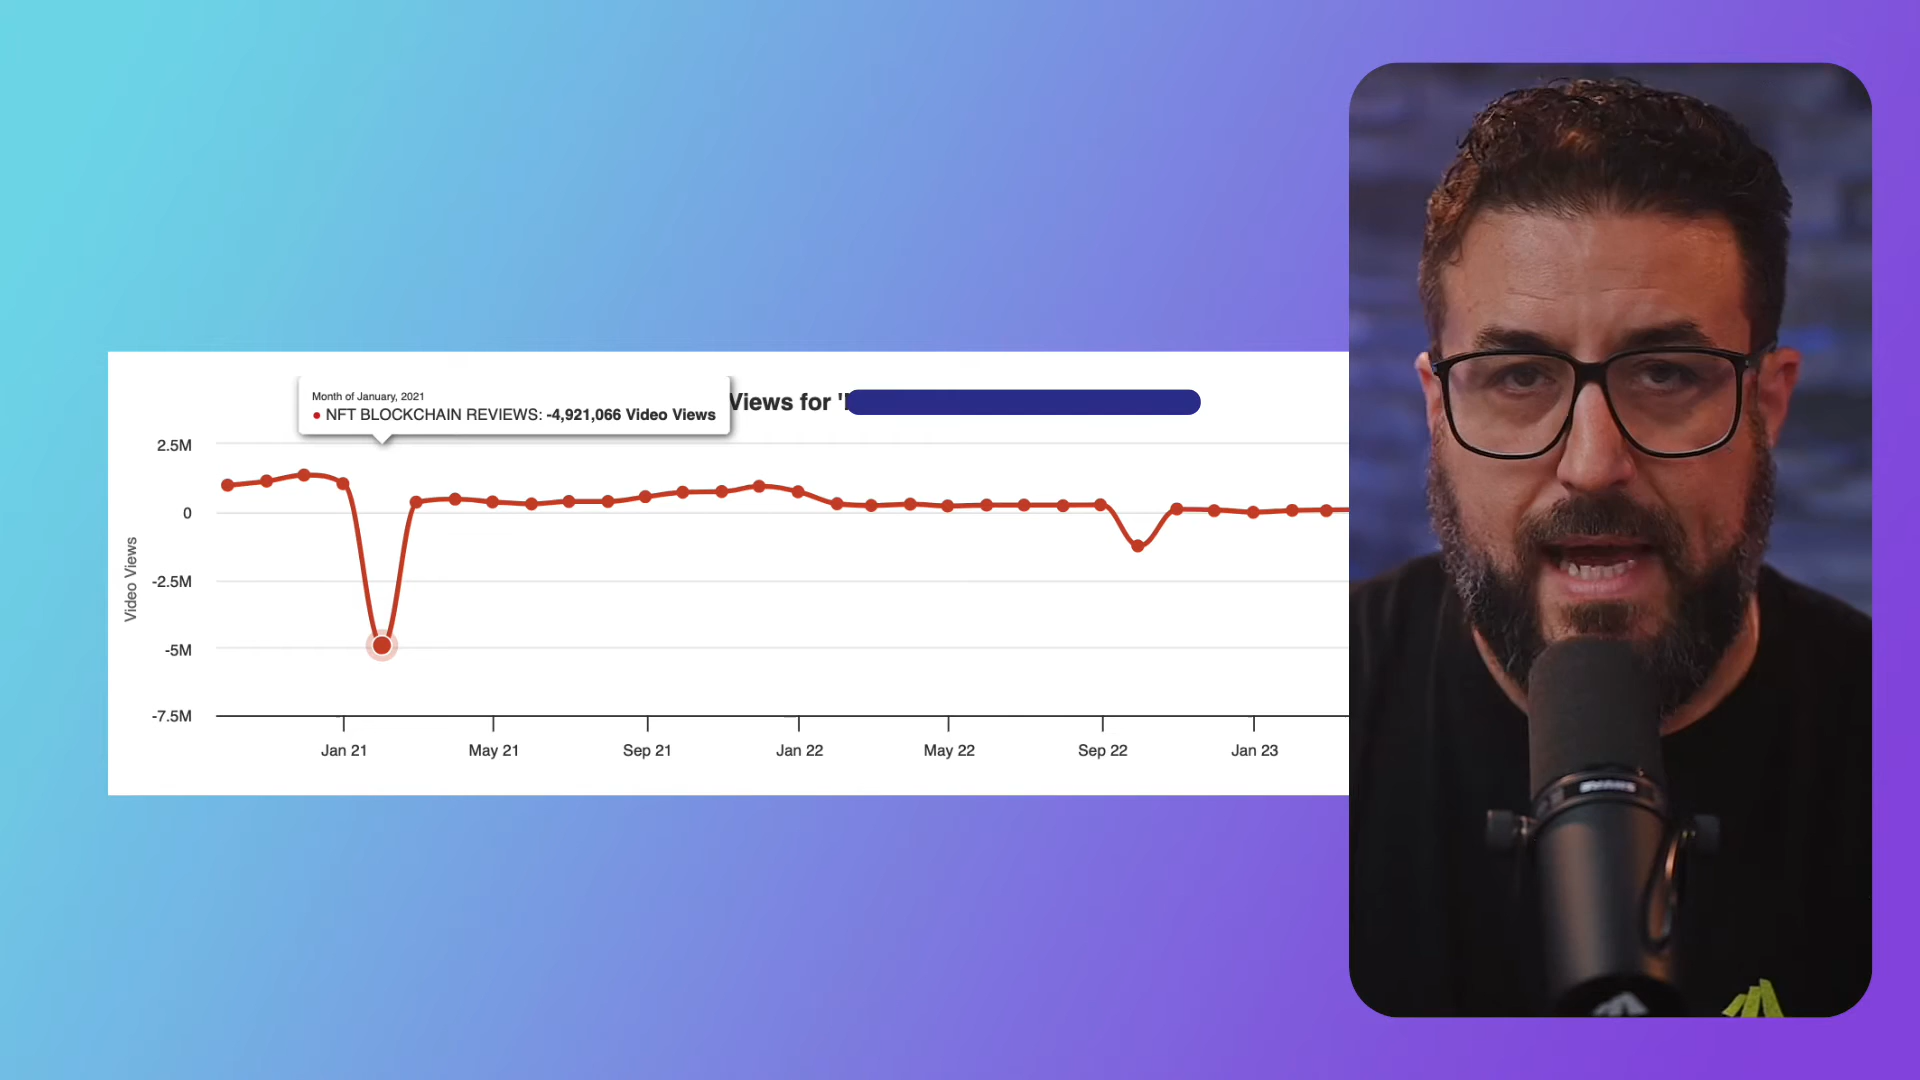 Month of January, 2021
● NFT BLOCKCHAIN REVIEWS: -4,921,066 Video Views
Views for '
2.5M
0
-2.5M
-5M
-7.5M
Video Views
Jan 21
May 21
Sep 21
Jan 22
May 22
Sep 22
Jan 23